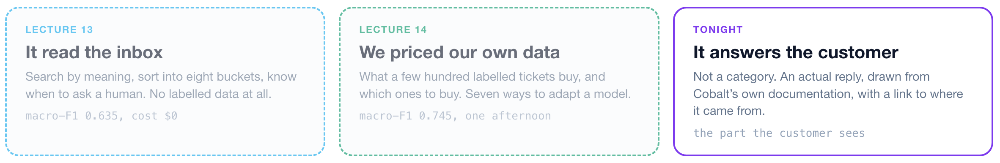 LECTURE 13
It read the inbox
Search by meaning, sort into eight buckets, know
when to ask a human. No labelled data at all.
macro-F1 0.635, cost $0
LECTURE 14
We priced our own data
What a few hundred labelled tickets buy, and
which ones to buy. Seven ways to adapt a model.
macro-F1 0.745, one afternoon
TONIGHT
It answers the customer
Not a category. An actual reply, drawn from
Cobalt’s own documentation, with a link to where
it came from.
the part the customer sees